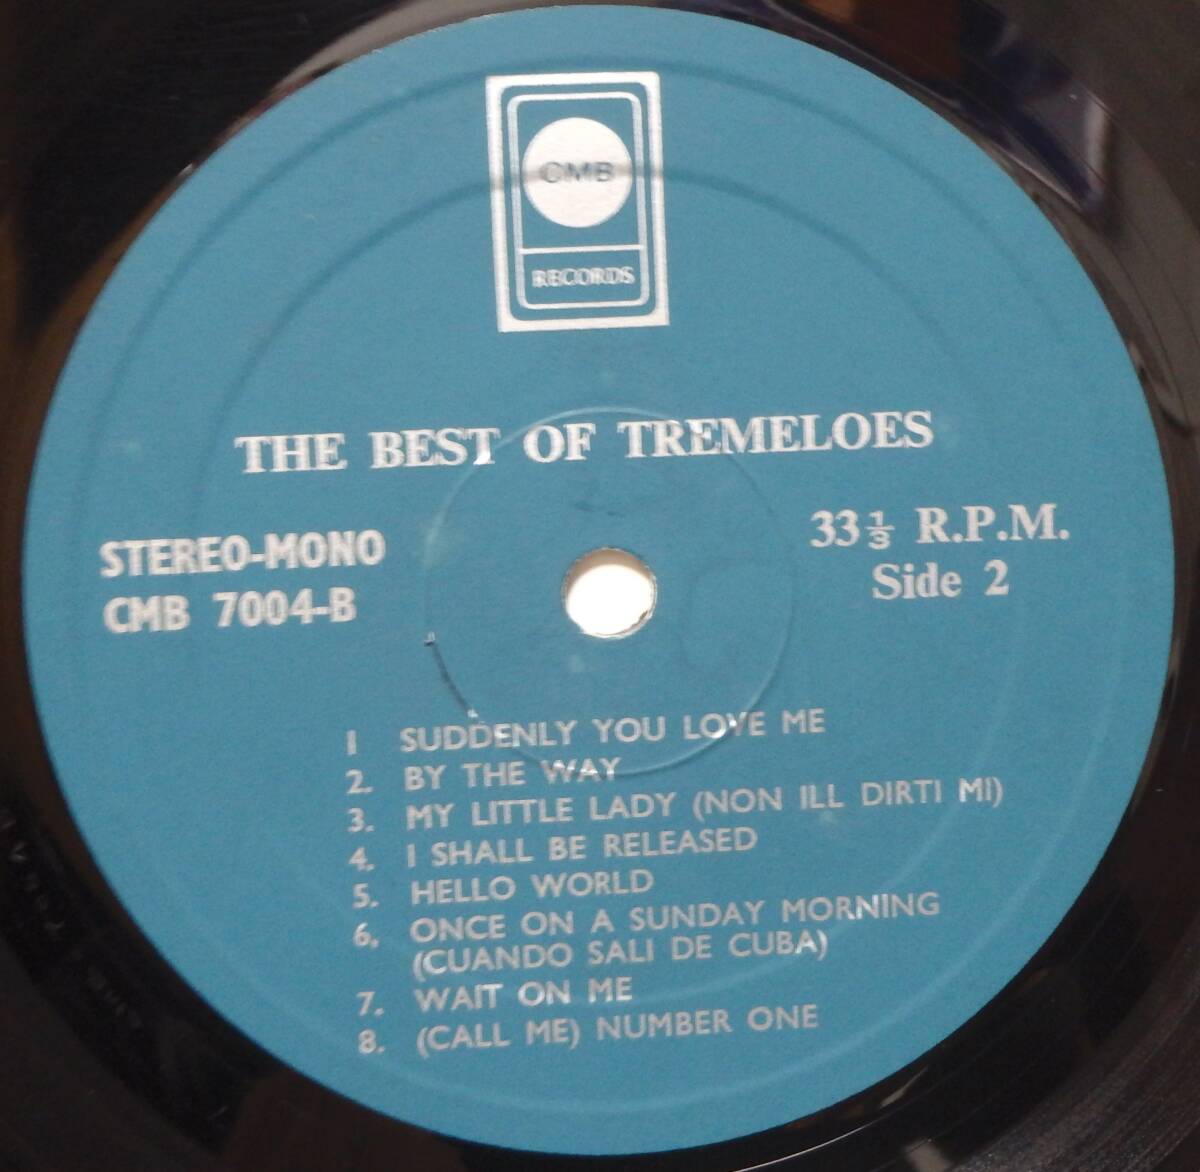 CMB
RECORDS
THE BEST OF TREMELOES
STEREO-MONO
CMB 7004-B
33⅓ R.P.M.
Side 2
1 SUDDENLY YOU LOVE ME
2. BY THE WAY
3. MY LITTLE LADY (NON ILL DIRTI MI)
4. I SHALL BE RELEASED
5. HELLO WORLD
6. ONCE ON A SUNDAY MORNING
(CUANDO SALI DE CUBA)
7. WAIT ON ME
8. (CALL ME) NUMBER ONE